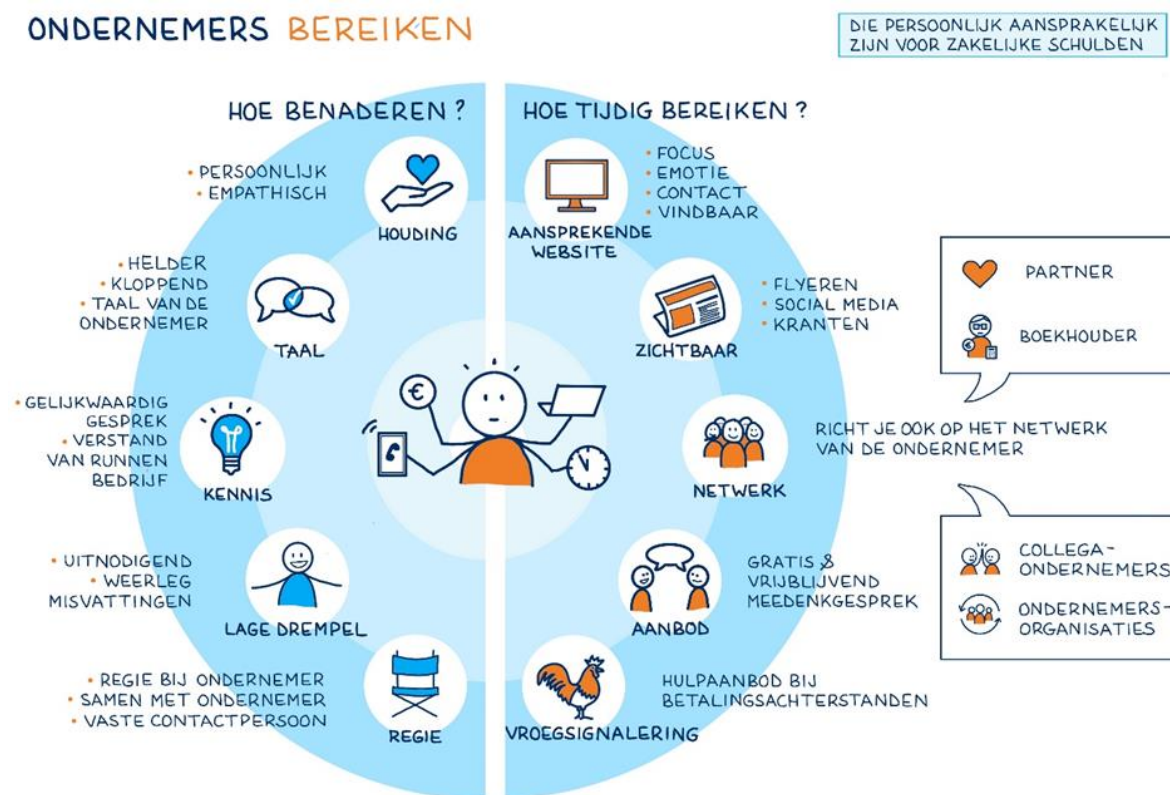 ONDERNEMERS BEREIKEN
DIE PERSOONLIJK AANSPRAKELIJK
ZIJN VOOR ZAKELIJKE SCHULDEN
HOE BENADEREN?
• PERSOONLIJK
• EMPATHISCH
HOUDING
• HELDER
• KLOPPEND
• TAAL VAN DE
ONDERNEMER
TAAL
• GELIJKWAARDIG
GESPREK
• VERSTAND
VAN RUNNEN
BEDRIJF
KENNIS
• UITNODIGEND
• WEERLEG
MISVATTINGEN
LAGE DREMPEL
• REGIE BIJ ONDERNEMER
• SAMEN MET ONDERNEMER
• VASTE CONTACTPERSOON
REGIE
€
HOE TIJDIG BEREIKEN?
• FOCUS
• EMOTIE
• CONTACT
• VINDBAAR
AANSPREKENDE
WEBSITE
• FLYEREN
• SOCIAL MEDIA
• KRANTEN
ZICHTBAAR
NETWERK
RICHT JE OOK OP HET NETWERK
VAN DE ONDERNEMER
PARTNER
BOEKHOUDER
COLLEGA-
ONDERNEMERS
ONDERNEMERS-
ORGANISATIES
GRATIS &
VRIJBLIJVEND
MEEDENKGESPREK
AANBOD
HULPAANBOD BIJ
BETALINGSACHTERSTANDEN
VROEGSIGNALERING